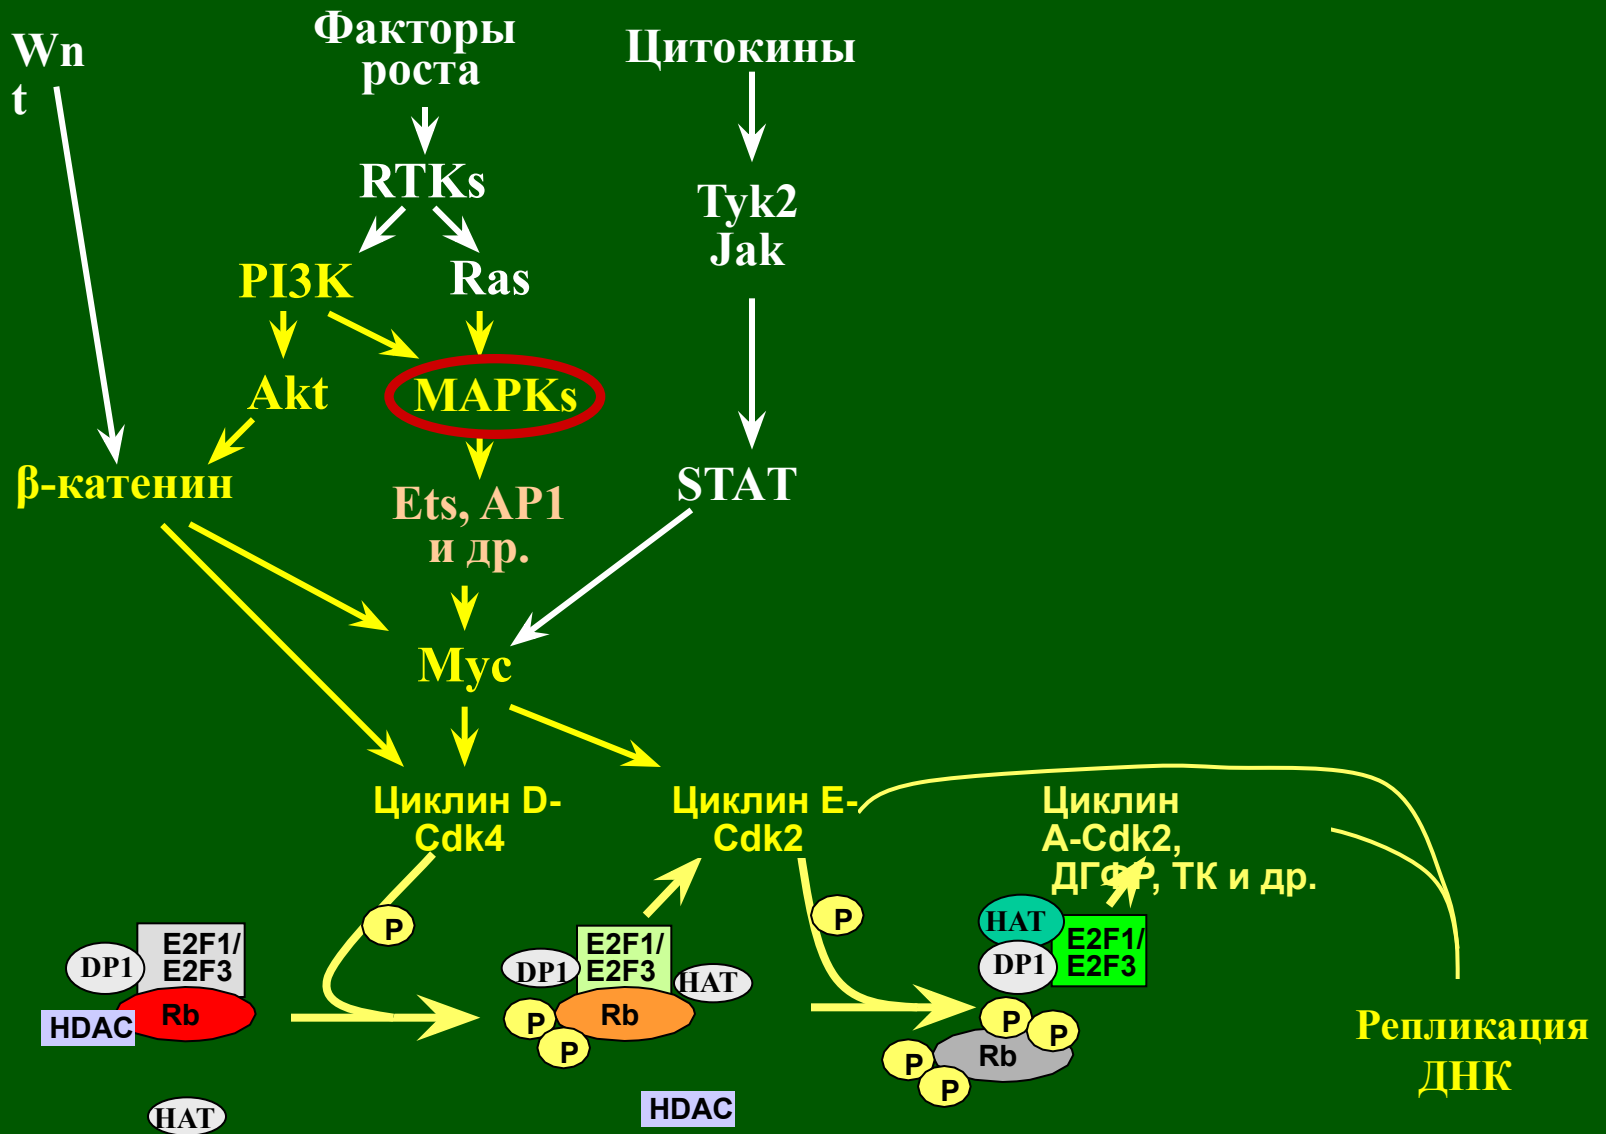 Wn
t
Факторы
роста
Цитокины
RTKs
Tyk2
Jak
PI3K
Ras
Akt
MAPKs
β-катенин
Ets, AP1
и др.
STAT
Myc
Циклин D-
Cdk4
Циклин E-
Cdk2
Циклин
A-Cdk2,
ДГФР, ТК и др.
P
P
HAT
E2F1/
E2F3
DP1
Rb
HDAC
E2F1/
E2F3
DP1
HAT
Rb
P
P
E2F1/
E2F3
DP1
P
P
Rb
P
P
Репликация
ДНК
HAT
HDAC